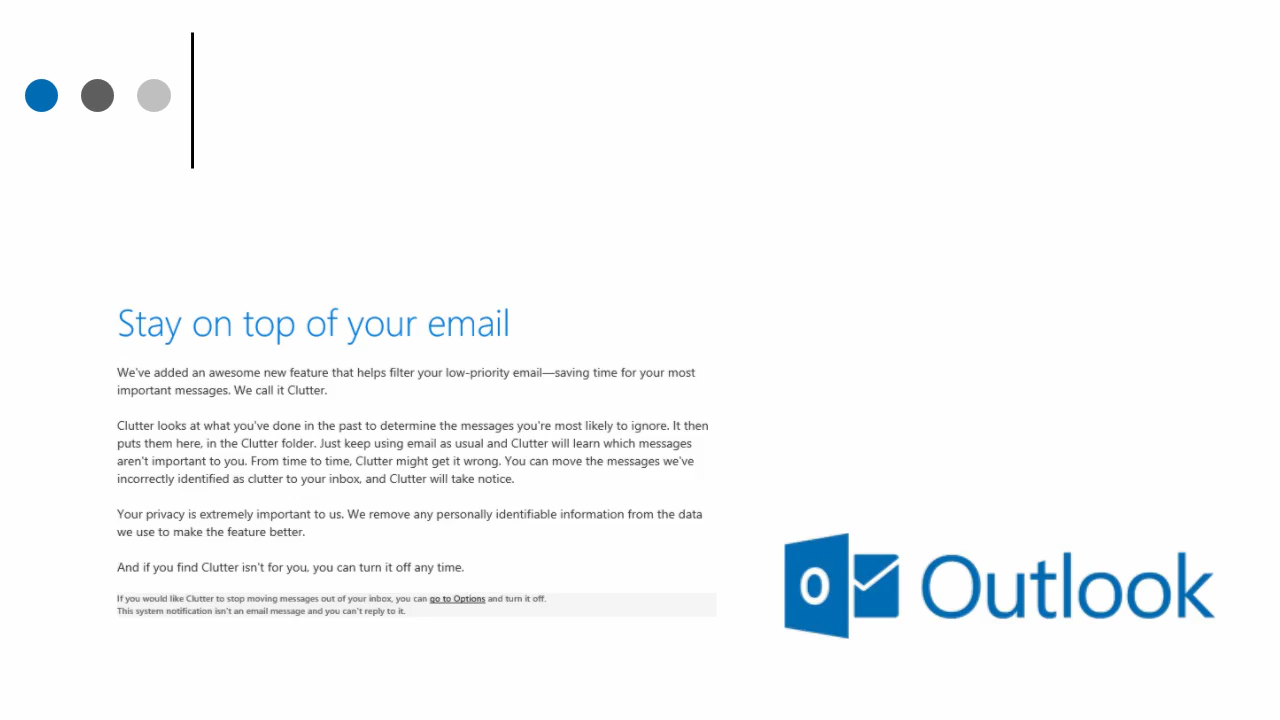 Stay on top of your email
We've added an awesome new feature that helps filter your low-priority email—saving time for your most
important messages. We call it Clutter.
Clutter looks at what you've done in the past to determine the messages you're most likely to ignore. It then
puts them here, in the Clutter folder. Just keep using email as usual and Clutter will learn which messages
aren't important to you. From time to time, Clutter might get it wrong. You can move the messages we've
incorrectly identified as clutter to your inbox, and Clutter will take notice.
Your privacy is extremely important to us. We remove any personally identifiable information from the data
we use to make the feature better.
And if you find Clutter isn't for you, you can turn it off any time.
If you would like Clutter to stop moving messages out of your inbox, you can go to Options and turn it off.
This system notification isn't an email message and you can't reply to it.
O Outlook